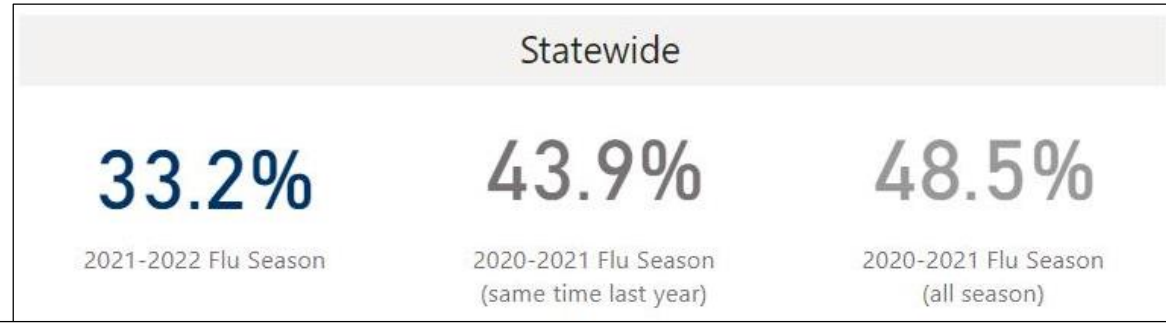 Statewide
33.2%
43.9%
48.5%
2021-2022 Flu Season
2020-2021 Flu Season
(same time last year)
2020-2021 Flu Season
(all season)